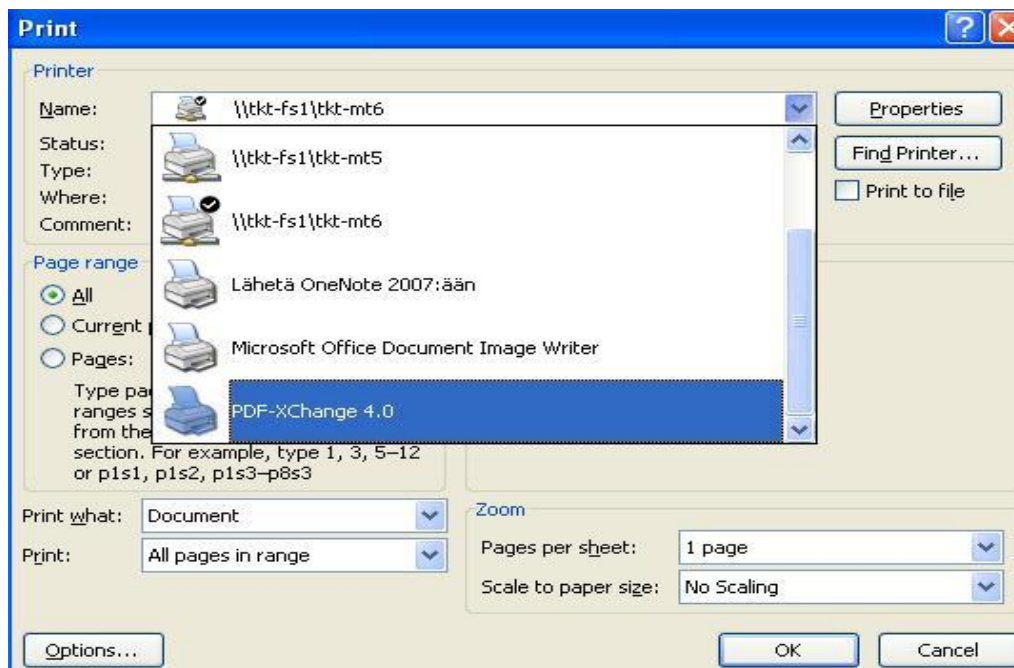 Print
Printer
Name:
\\tkt-fs1\tkt-mt6
Properties
Status:
\\tkt-fs1\tkt-mt5
Find Printer...
Type:
Where:
Print to file
Comment:
\\tkt-fs1\tkt-mt6
Page range
All
Lähetä OneNote 2007:ään
Current
Pages:
Microsoft Office Document Image Writer
Type
ranges
PDF-XChange 4.0
from the
section. For example, type 1, 3, 5–12
or p1s1, p1s2, p1s3–p8s3
Print what:
Document
Print:
All pages in range
Zoom
Pages per sheet:
1 page
Scale to paper size:
No Scaling
Options...
OK
Cancel